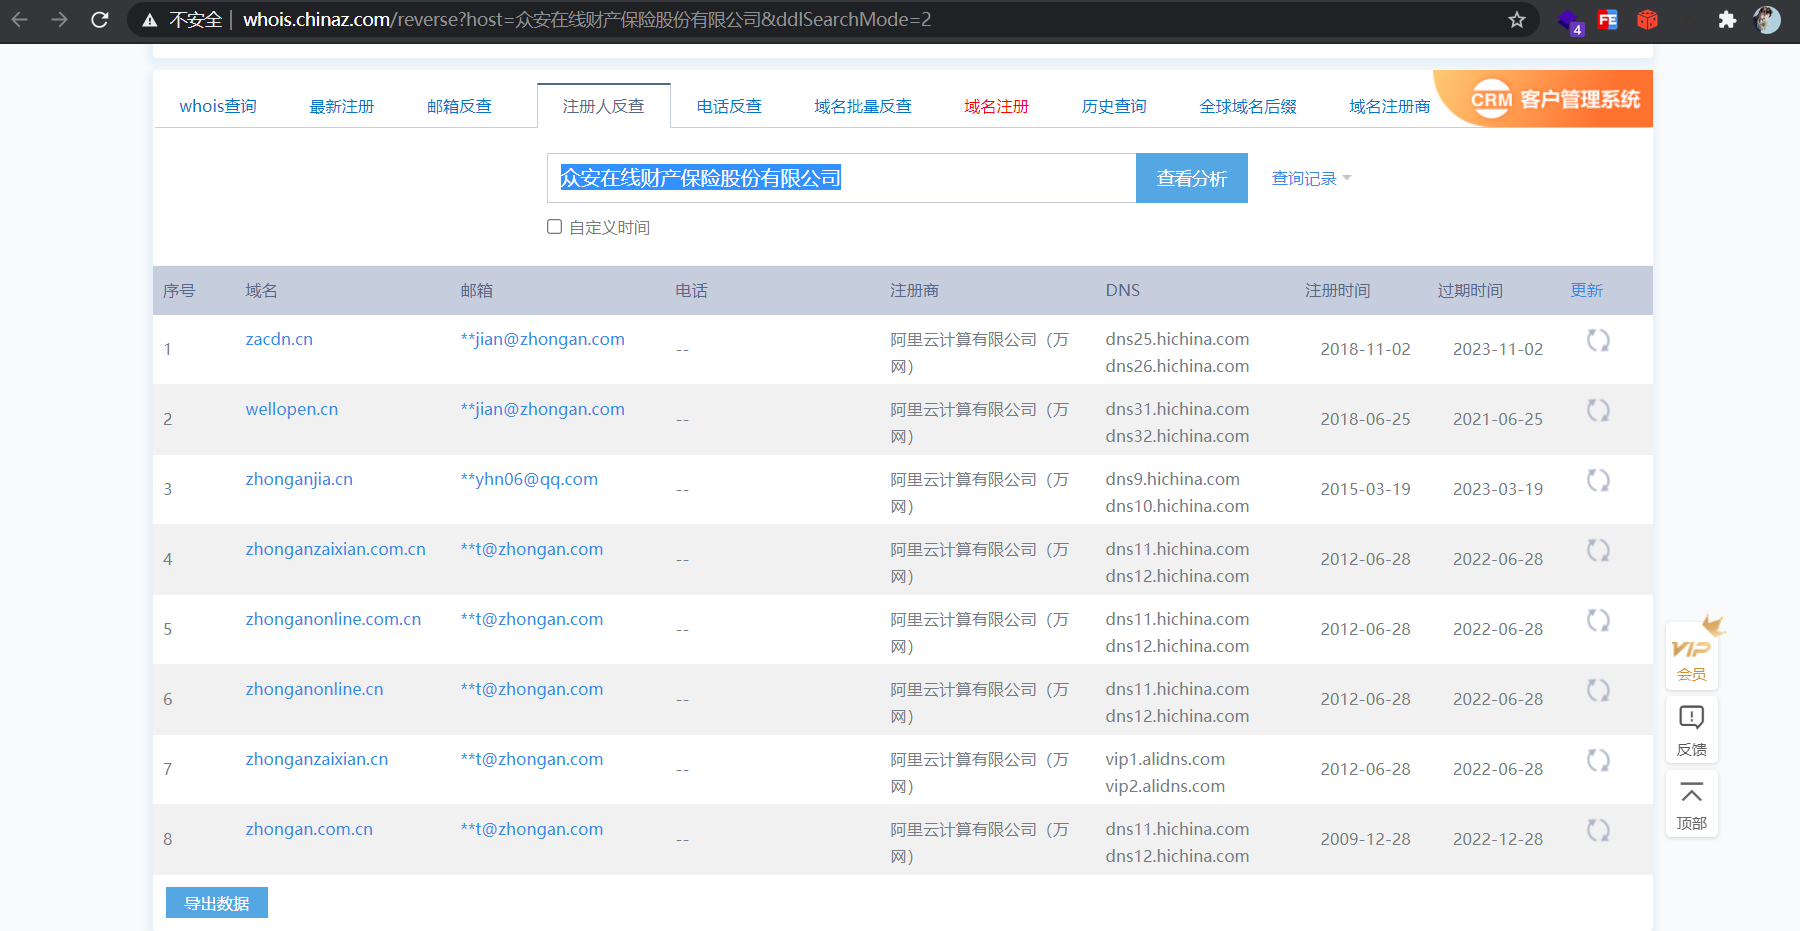 不安全 whois.chinaz.com/reverse?host=众安在线财产保险股份有限公司&ddlSearchMode=2
4 FE
whois查询 最新注册 邮箱反查 注册人反查 电话反查 域名批量反查 域名注册 历史查询 全球域名后缀 域名注册商 CRM 客户管理系统
众安在线财产保险股份有限公司 查看分析 查询记录
自定义时间
序号 域名 邮箱 电话 注册商 DNS 注册时间 过期时间 更新
1 zacdn.cn **jian@zhongan.com -- 阿里云计算有限公司（万网） dns25.hichina.com dns26.hichina.com 2018-11-02 2023-11-02
2 wellopen.cn **jian@zhongan.com -- 阿里云计算有限公司（万网） dns31.hichina.com dns32.hichina.com 2018-06-25 2021-06-25
3 zhonganjia.cn **yhn06@qq.com -- 阿里云计算有限公司（万网） dns9.hichina.com dns10.hichina.com 2015-03-19 2023-03-19
4 zhonganzaixian.com.cn **t@zhongan.com -- 阿里云计算有限公司（万网） dns11.hichina.com dns12.hichina.com 2012-06-28 2022-06-28
5 zhonganonline.com.cn **t@zhongan.com -- 阿里云计算有限公司（万网） dns11.hichina.com dns12.hichina.com 2012-06-28 2022-06-28
6 zhonganonline.cn **t@zhongan.com -- 阿里云计算有限公司（万网） dns11.hichina.com dns12.hichina.com 2012-06-28 2022-06-28
7 zhonganzaixian.cn **t@zhongan.com -- 阿里云计算有限公司（万网） vip1.alidns.com vip2.alidns.com 2012-06-28 2022-06-28
8 zhongan.com.cn **t@zhongan.com -- 阿里云计算有限公司（万网） dns11.hichina.com dns12.hichina.com 2009-12-28 2022-12-28
导出数据
VIP
会员
反馈
顶部